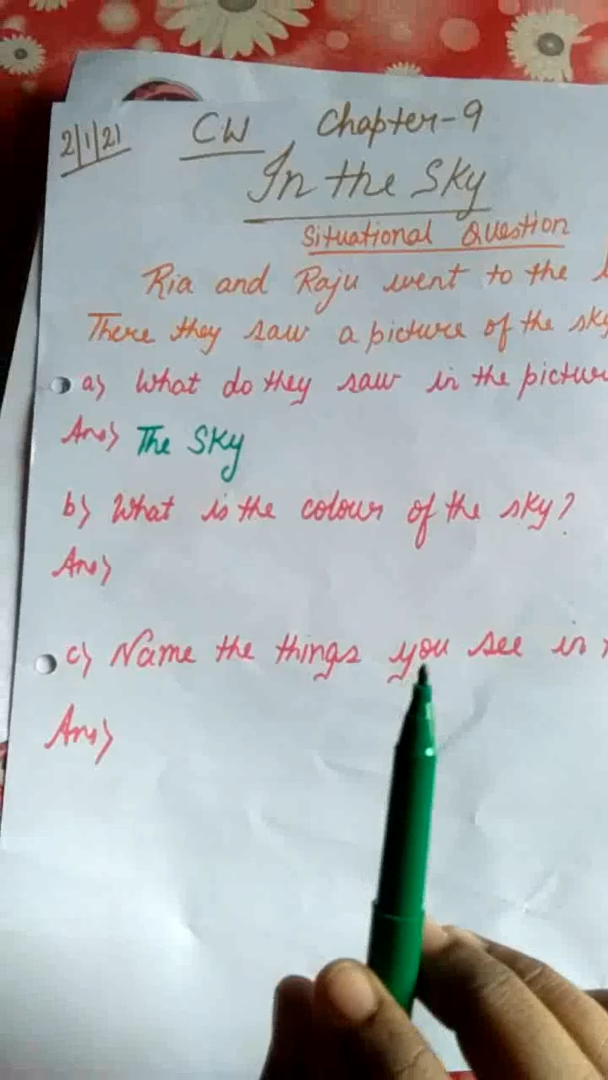 2/1/21 CW Chapter-9
In the Sky
Situational Question
Ria and Raju went to the
There they saw a picture of the sky
a) What do they saw in the pictur
Ans) The Sky
b) What is the colour of the sky?
Ans)
c) Name the things you see in
Ans)